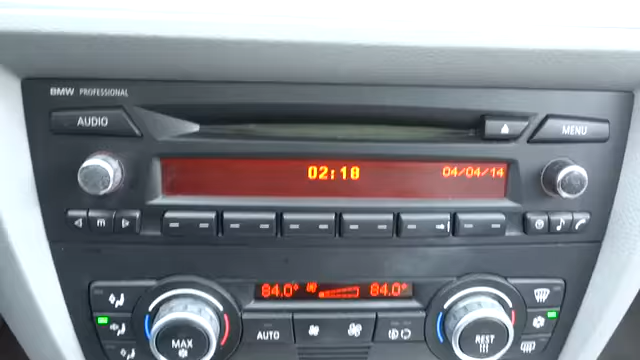 BMW PROFESSIONAL
AUDIO
MENU
02:18
04/04/14
m
84.0°
84.0°
AUTO
MAX
REST